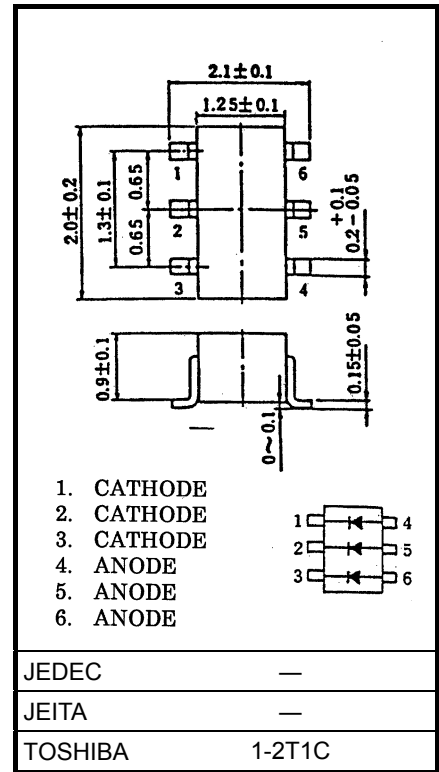 2.1±0.1
1.25±0.1
1 6
2 5
3 4
2.0±0.2
1.3±0.1
0.65
0.65
+0.1
0.2-0.05
0.9±0.1
0.15±0.05
0~0.1
1. CATHODE
2. CATHODE
3. CATHODE
4. ANODE
5. ANODE
6. ANODE
1 4
2 5
3 6
JEDEC —
JEITA —
TOSHIBA 1-2T1C